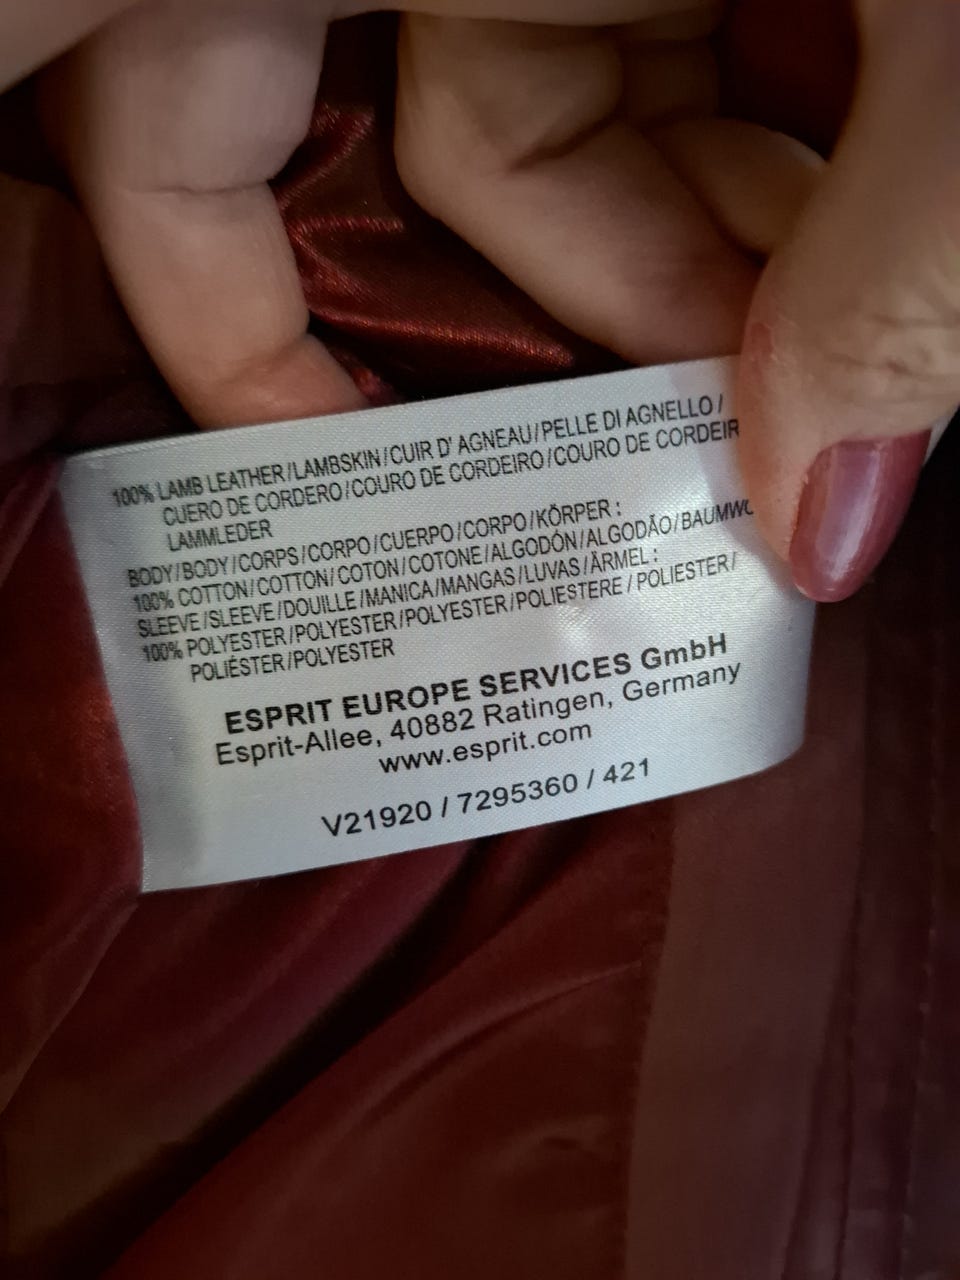 100% LAMB LEATHER/LAMBSKIN/CUIR D' AGNEAU/PELLE DI AGNELLO/
CUERO DE CORDERO/COURO DE CORDEIRO/COURO DE
LAMMLEDER
BODY/BODY/CORPS/CORPO/CUERPO/CORPO/KÖRPER :
100% COTTON/COTTON/COTON/COTONE/ALGODÓN/ALGODÃO/
SLEEVE/SLEEVE/DOUILLE/MANICA/MANGAS/LUVAS/ÄRMEL :
100% POLYESTER/POLYESTER/POLYESTER/POLIESTERE / POLIESTER/
POLIÉSTER/POLYESTER
ESPRIT EUROPE SERVICES GmbH
Esprit-Allee, 40882 Ratingen, Germany
www.esprit.com
V21920 / 7295360 / 421